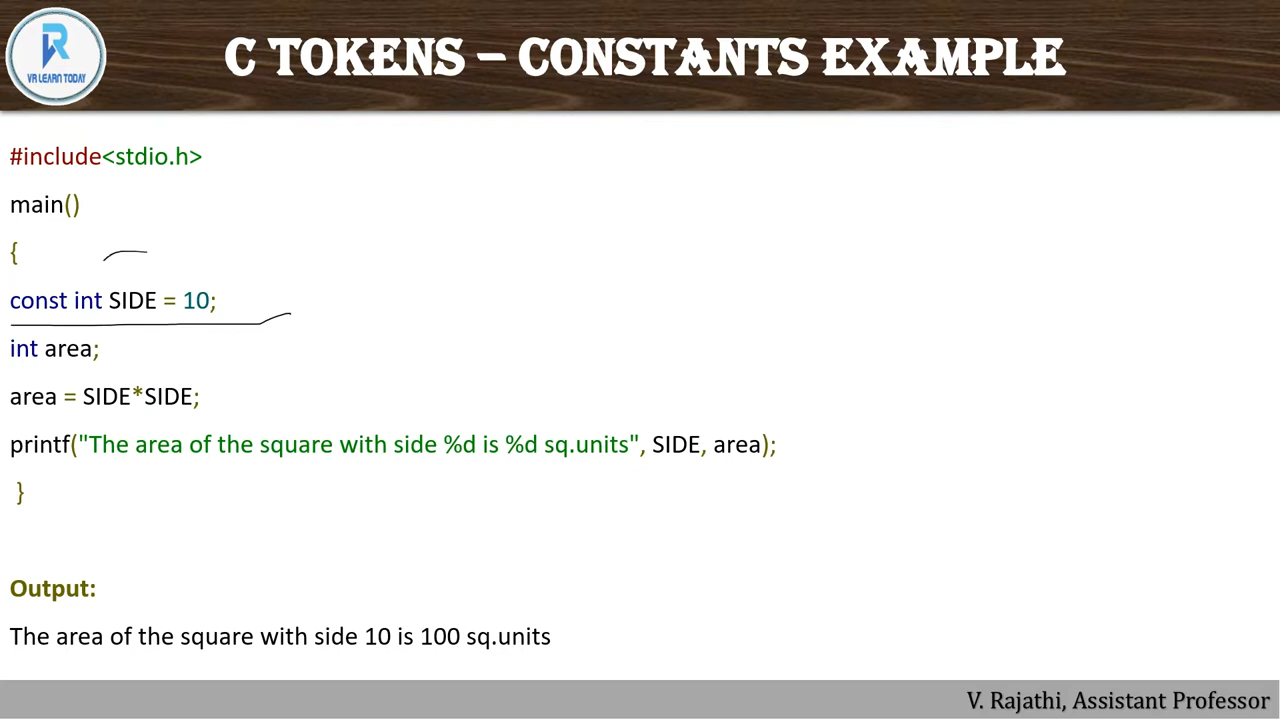 VR LEARN TODAY
C TOKENS – CONSTANTS EXAMPLE
#include<stdio.h>
main()
{
const int SIDE = 10;
int area;
area = SIDE*SIDE;
printf("The area of the square with side %d is %d sq.units", SIDE, area);
}
Output:
The area of the square with side 10 is 100 sq.units
V. Rajathi, Assistant Professor